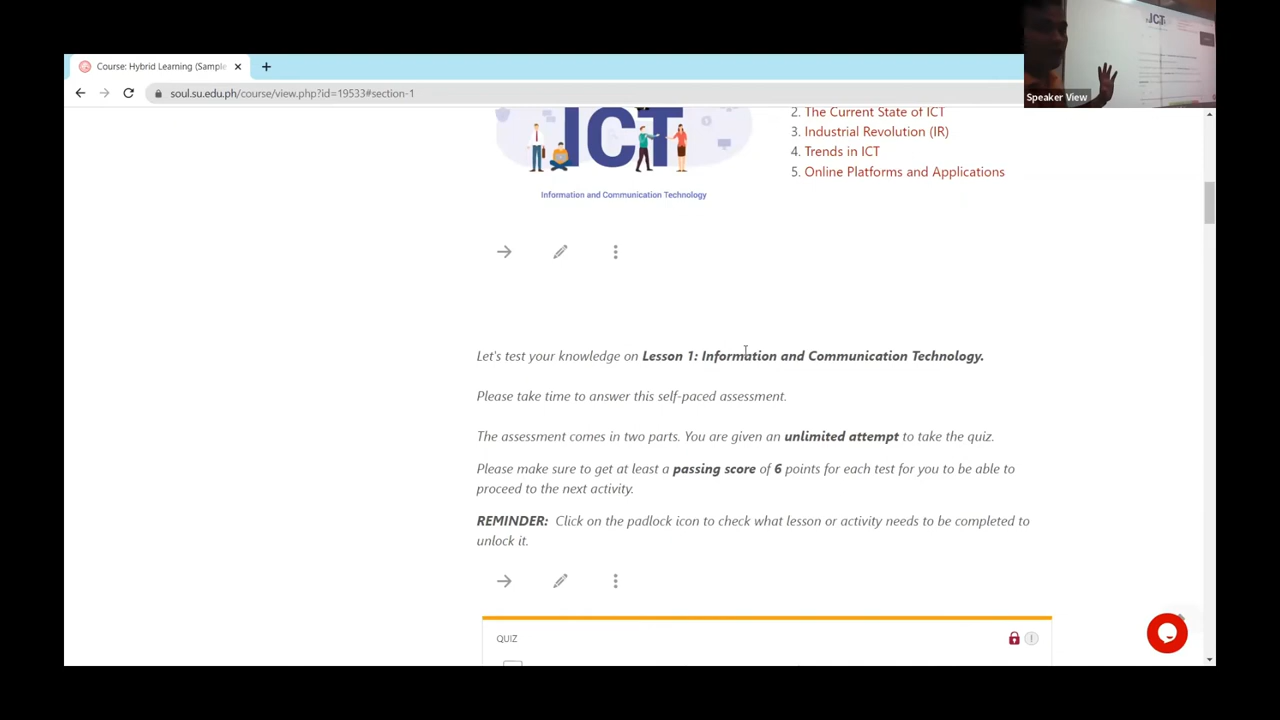 Course: Hybrid Learning (Sample
soul.su.edu.ph/course/view.php?id=19533#section-1
ICT
Speaker View
ICT
Information and Communication Technology
2. The Current State of ICT
3. Industrial Revolution (IR)
4. Trends in ICT
5. Online Platforms and Applications
Let's test your knowledge on Lesson 1: Information and Communication Technology.
Please take time to answer this self-paced assessment.
The assessment comes in two parts. You are given an unlimited attempt to take the quiz.
Please make sure to get at least a passing score of 6 points for each test for you to be able to
proceed to the next activity.
REMINDER: Click on the padlock icon to check what lesson or activity needs to be completed to
unlock it.
QUIZ